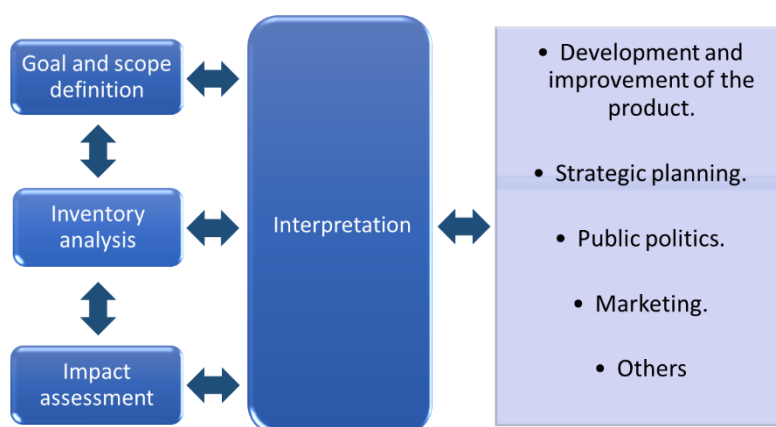 Goal and scope
definition
Inventory
analysis
Impact
assessment
Interpretation
• Development and
improvement of the
product.
• Strategic planning.
• Public politics.
• Marketing.
• Others